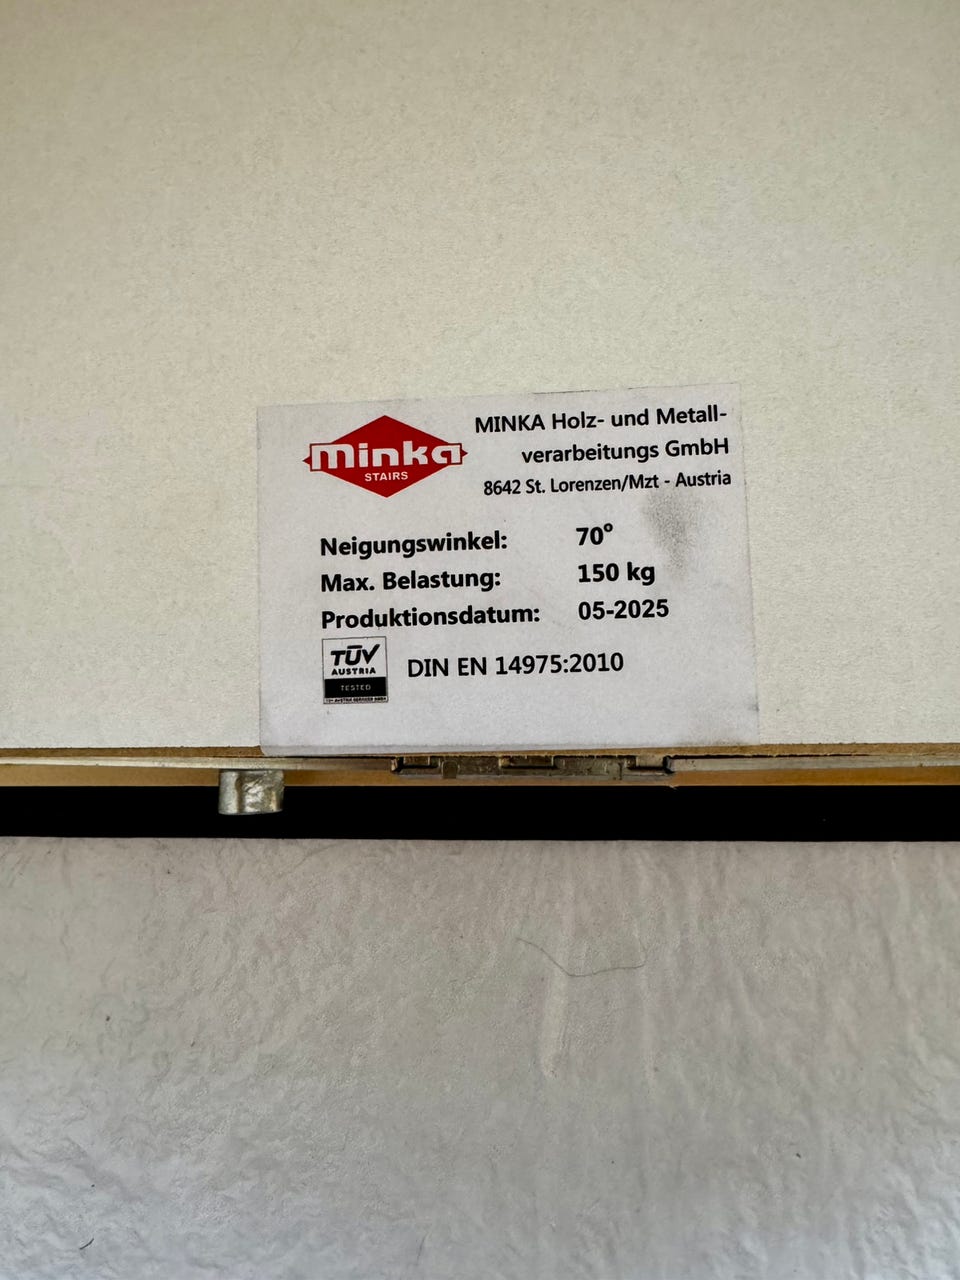 minka
STAIRS
MINKA Holz- und Metall-
verarbeitungs GmbH
8642 St. Lorenzen/Mzt - Austria
Neigungswinkel: 70°
Max. Belastung: 150 kg
Produktionsdatum: 05-2025
TÜV
AUSTRIA
TESTED
DIN EN 14975:2010